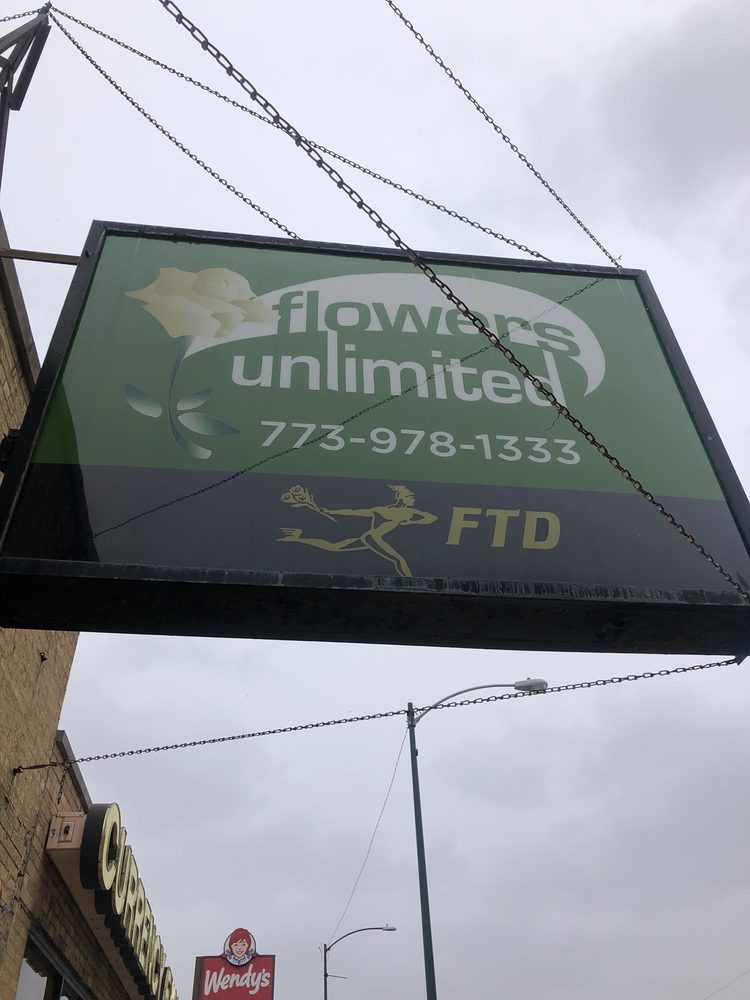 flowers
unlimited
773-978-1333
FTD
Wendy's